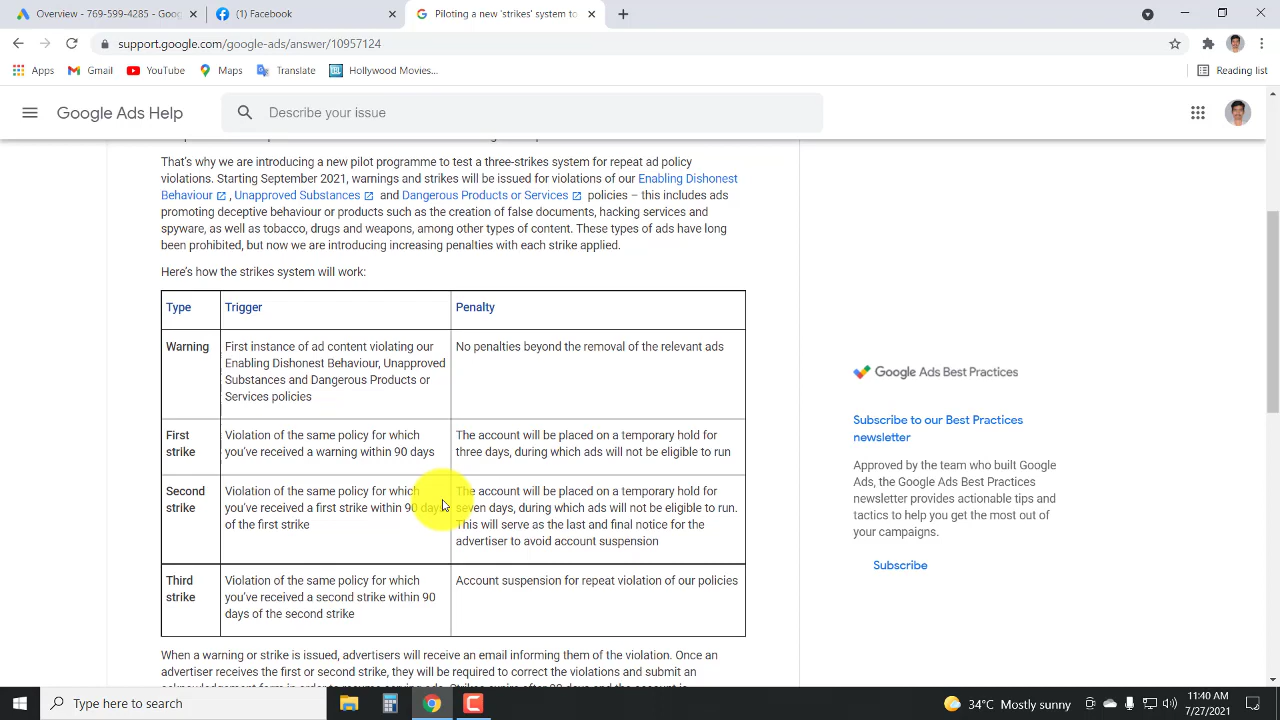 Overview - 769-599-4285 - Goog
(1) Facebook
Piloting a new 'strikes' system to
support.google.com/google-ads/answer/10957124
Apps
Gmail
YouTube
Maps
Translate
Hollywood Movies...
Reading list
Google Ads Help
Describe your issue
That's why we are introducing a new pilot programme to test a three-strikes system for repeat ad policy
violations. Starting September 2021, warnings and strikes will be issued for violations of our Enabling Dishonest
Behaviour , Unapproved Substances and Dangerous Products or Services policies – this includes ads
promoting deceptive behaviour or products such as the creation of false documents, hacking services and
spyware, as well as tobacco, drugs and weapons, among other types of content. These types of ads have long
been prohibited, but now we are introducing increasing penalties with each strike applied.
Here's how the strikes system will work:
Type
Trigger
Penalty
Warning
First instance of ad content violating our
Enabling Dishonest Behaviour, Unapproved
Substances and Dangerous Products or
Services policies
No penalties beyond the removal of the relevant ads
First
strike
Violation of the same policy for which
you've received a warning within 90 days
The account will be placed on a temporary hold for
three days, during which ads will not be eligible to run
Second
strike
Violation of the same policy for which
you've received a first strike within 90 days
of the first strike
The account will be placed on a temporary hold for
seven days, during which ads will not be eligible to run.
This will serve as the last and final notice for the
advertiser to avoid account suspension
Third
strike
Violation of the same policy for which
you've received a second strike within 90
days of the second strike
Account suspension for repeat violation of our policies
When a warning or strike is issued, advertisers will receive an email informing them of the violation. Once an
advertiser receives the first or second strike, they will be required to correct the violations and submit an
Google Ads Best Practices
Subscribe to our Best Practices
newsletter
Approved by the team who built Google
Ads, the Google Ads Best Practices
newsletter provides actionable tips and
tactics to help you get the most out of
your campaigns.
Subscribe
Type here to search
34°C Mostly sunny
11:40 AM
7/27/2021